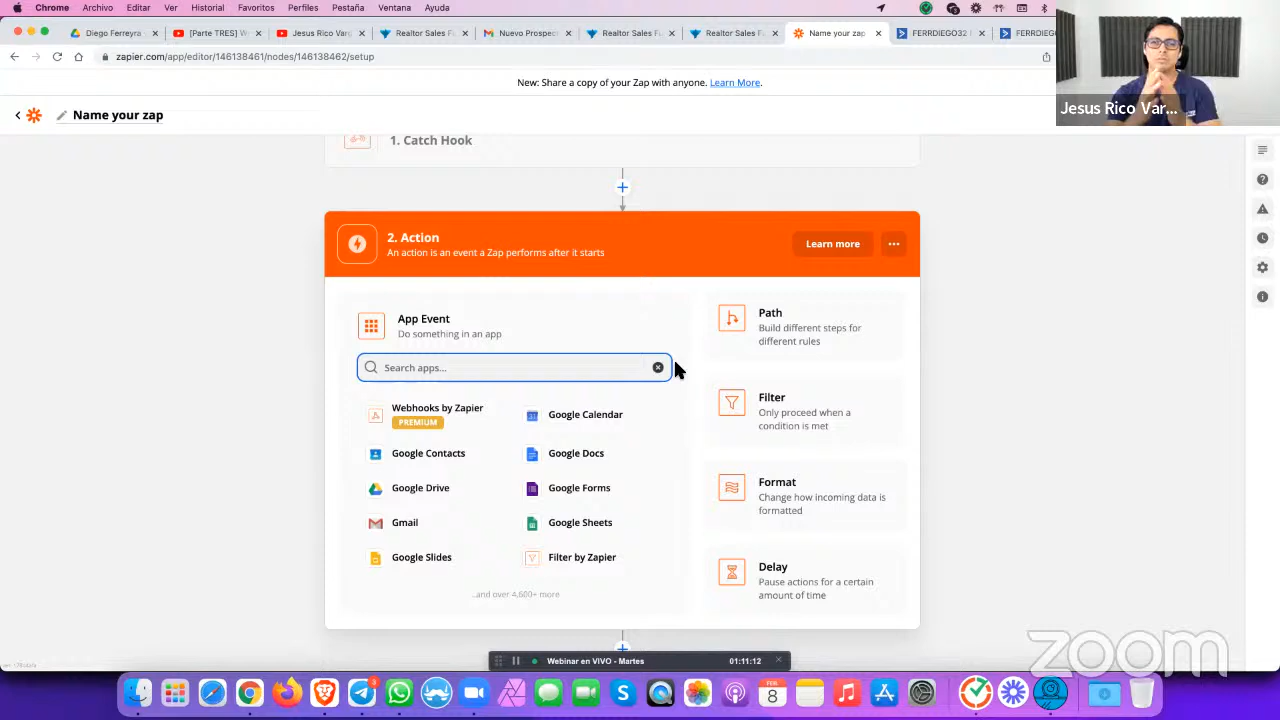 Chrome Archivo Editar Ver Historial Favoritos Perfiles Pestaña Ventana Ayuda
Diego Ferreyra - × [Parte TRES] W × Jesus Rico Varg × Realtor Sales Fu × Nuevo Prospec × Realtor Sales Fu × Realtor Sales Fu × Name your zap × FERRDIEGO32 × FERRDIEGO
zapier.com/app/editor/146138461/nodes/146138462/setup
New: Share a copy of your Zap with anyone. Learn More.
Name your zap
Jesus Rico Var...
1. Catch Hook
2. Action
An action is an event a Zap performs after it starts
Learn more
App Event
Do something in an app
Search apps...
Webhooks by Zapier
PREMIUM
Google Calendar
Google Contacts
Google Docs
Google Drive
Google Forms
Gmail
Google Sheets
Google Slides
Filter by Zapier
...and over 4,600+ more
Path
Build different steps for
different rules
Filter
Only proceed when a
condition is met
Format
Change how incoming data is
formatted
Delay
Pause actions for a certain
amount of time
Webinar en VIVO - Martes 01:11:12
zoom
3
FEB
8